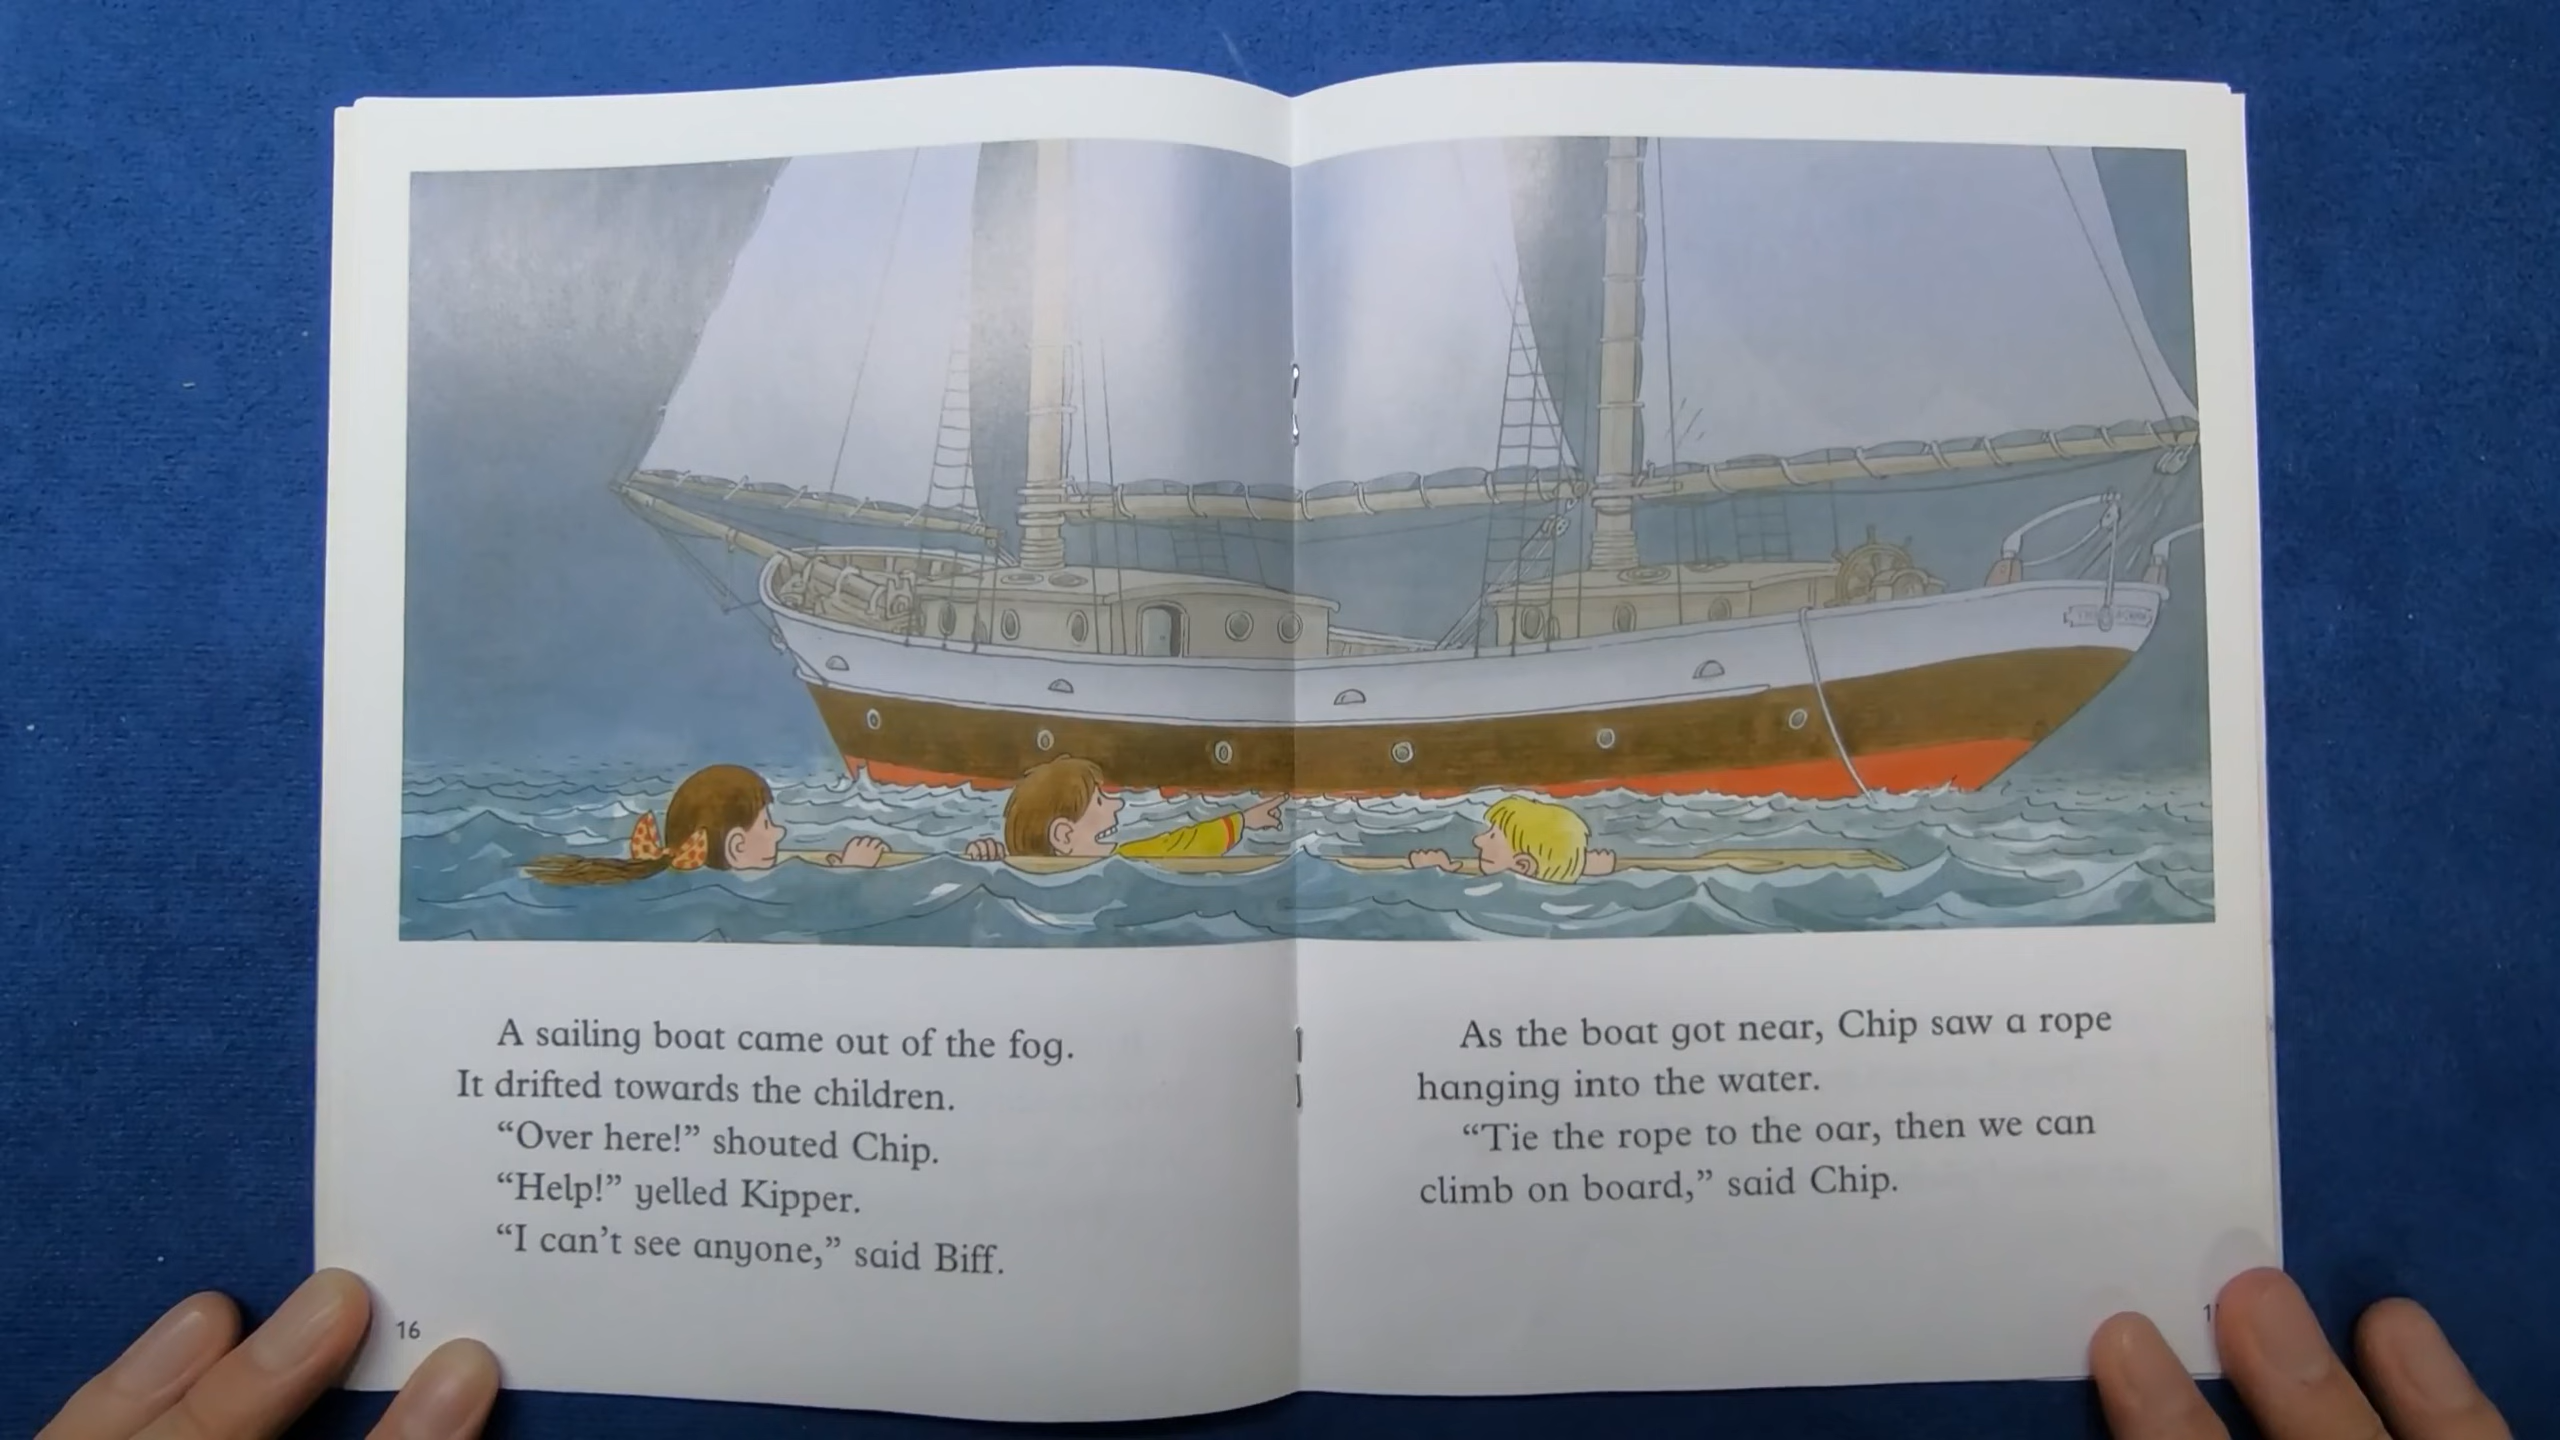 A sailing boat came out of the fog.
It drifted towards the children.
“Over here!” shouted Chip.
“Help!” yelled Kipper.
“I can’t see anyone,” said Biff.
16
As the boat got near, Chip saw a rope
hanging into the water.
“Tie the rope to the oar, then we can
climb on board,” said Chip.